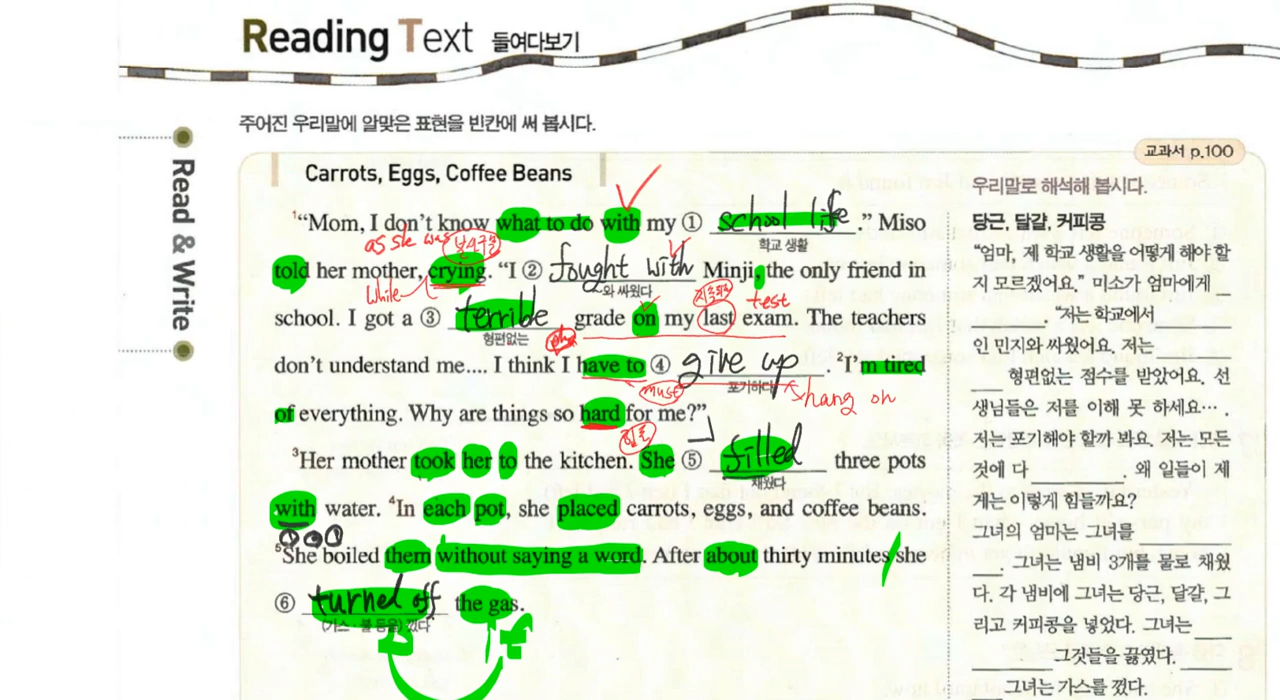 Reading Text 들여다보기
주어진 우리말에 알맞은 표현을 빈칸에 써 봅시다.
Read & Write
교과서 p.100
Carrots, Eggs, Coffee Beans
1“Mom, I don't know what to do with my ① school life.” Miso
학교 생활
as she was
told her mother, crying. “I ② fought with Minji, the only friend in
while
와 싸웠다
test
school. I got a ③ terrible grade on my last exam. The teachers
형편없는
don't understand me.... I think I have to ④ give up. 2I'm tired
must
포기하다
hang on
of everything. Why are things so hard for me?”
힘든
3Her mother took her to the kitchen. She ⑤ filled three pots
채웠다
with water. 4In each pot, she placed carrots, eggs, and coffee beans.
5She boiled them without saying a word. After about thirty minutes she
⑥ turned off the gas.
(가스 · 불 등을) 껐다
우리말로 해석해 봅시다.
당근, 달걀, 커피콩
“엄마, 제 학교 생활을 어떻게 해야 할
지 모르겠어요.” 미소가 엄마에게
. “저는 학교에서
인 민지와 싸웠어요. 저는
형편없는 점수를 받았어요. 선
생님들은 저를 이해 못 하세요… .
저는 포기해야 할까 봐요. 저는 모든
것에 다 . 왜 일들이 제
게는 이렇게 힘들까요?
그녀의 엄마는 그녀를
. 그녀는 냄비 3개를 물로 채웠
다. 각 냄비에 그녀는 당근, 달걀, 그
리고 커피콩을 넣었다. 그녀는
그것들을 끓였다.
그녀는 가스를 껐다.